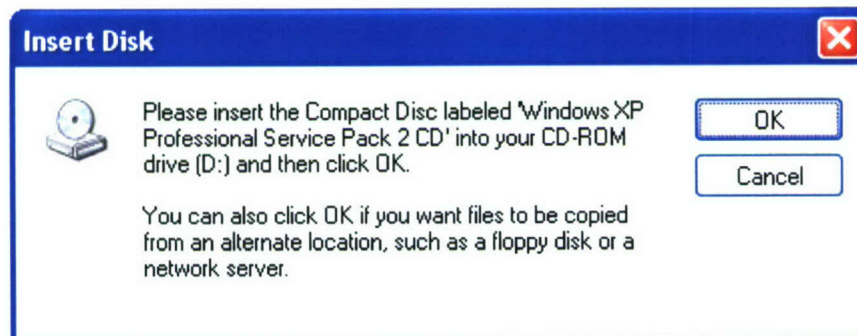 Insert Disk
Please insert the Compact Disc labeled 'Windows XP
Professional Service Pack 2 CD' into your CD-ROM
drive (D:) and then click OK.
You can also click OK if you want files to be copied
from an alternate location, such as a floppy disk or a
network server.
OK
Cancel